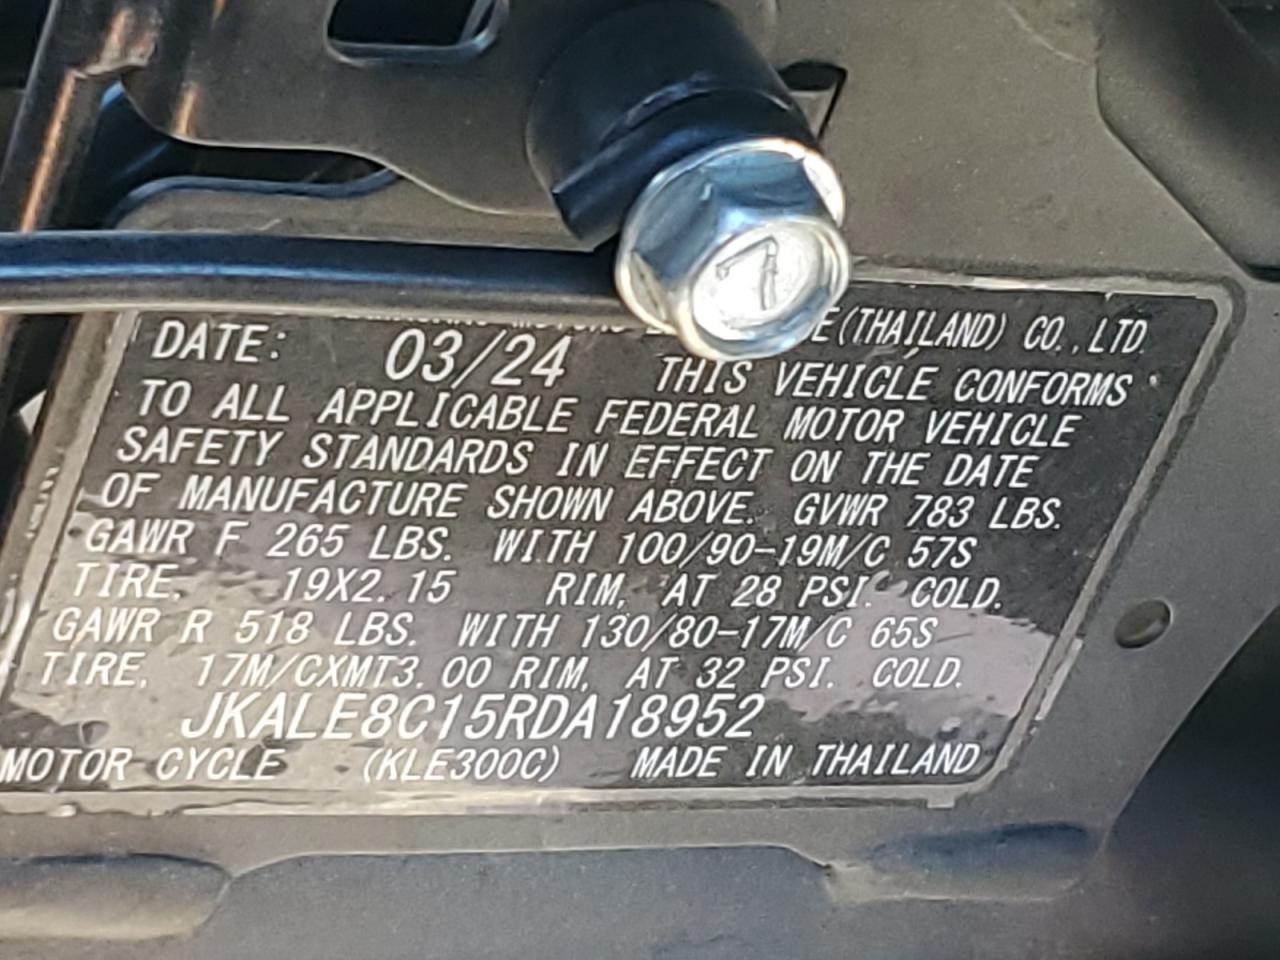 E(THAILAND) CO.,LTD.
DATE: 03/24 THIS VEHICLE CONFORMS
TO ALL APPLICABLE FEDERAL MOTOR VEHICLE
SAFETY STANDARDS IN EFFECT ON THE DATE
OF MANUFACTURE SHOWN ABOVE. GVWR 783 LBS.
GAWR F 265 LBS. WITH 100/90-19M/C 57S
TIRE, 19X2.15 RIM, AT 28 PSI. COLD.
GAWR R 518 LBS. WITH 130/80-17M/C 65S
TIRE, 17M/CXMT3.00 RIM, AT 32 PSI. COLD.
JKALE8C15RDA18952
MOTOR CYCLE (KLE300C) MADE IN THAILAND